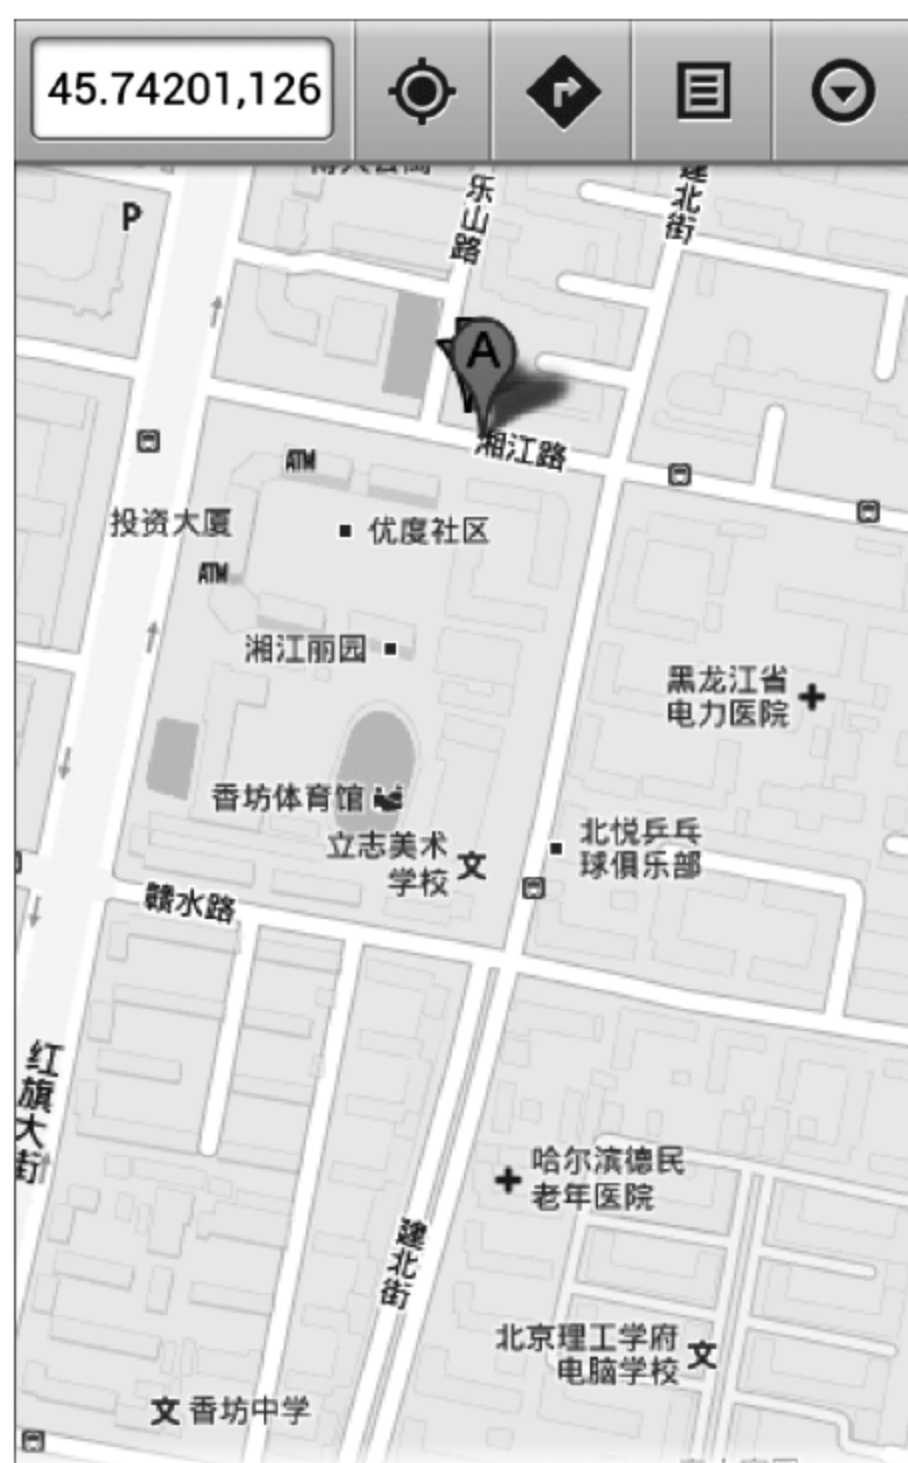 45.74201,126
乐山路
建北街
P
A
湘江路
ATM
投资大厦
优度社区
ATM
湘江丽园
黑龙江省
电力医院
香坊体育馆
立志美术
学校
文
北悦乒乓
球俱乐部
赣水路
红旗大街
哈尔滨德民
老年医院
建北街
北京理工学府
电脑学校
文
文 香坊中学